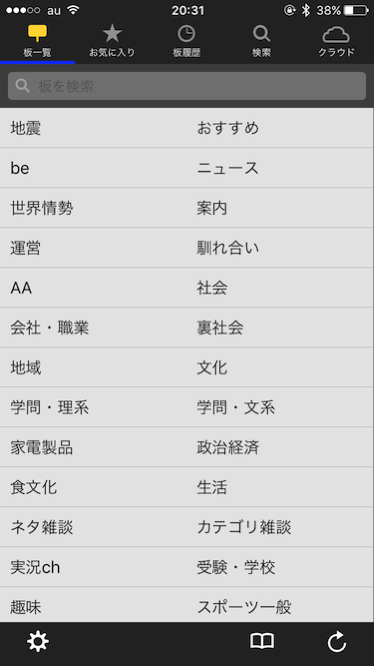 au 20:31 38%
板一覧 お気に入り 板履歴 検索 クラウド
板を検索
地震 おすすめ
be ニュース
世界情勢 案内
運営 馴れ合い
AA 社会
会社・職業 裏社会
地域 文化
学問・理系 学問・文系
家電製品 政治経済
食文化 生活
ネタ雑談 カテゴリ雑談
実況ch 受験・学校
趣味 スポーツ一般